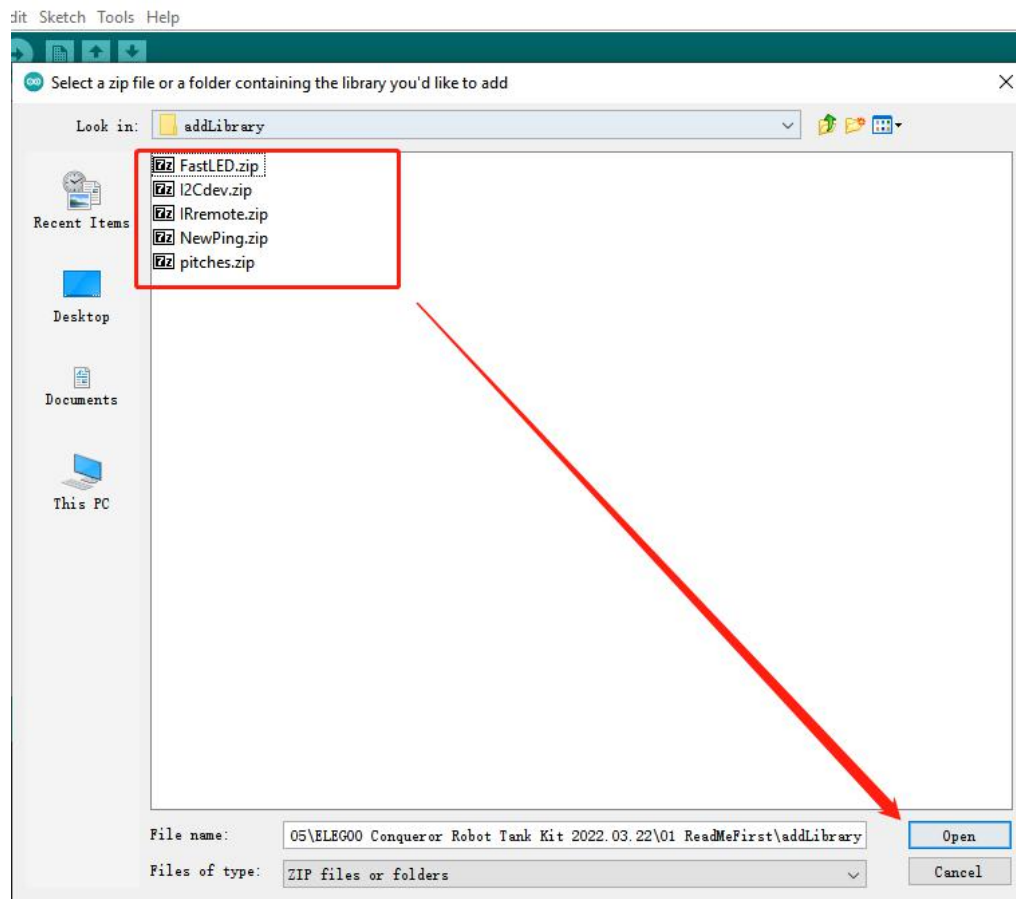 dit Sketch Tools Help
Select a zip file or a folder containing the library you'd like to add
Look in: addLibrary
FastLED.zip
I2Cdev.zip
IRremote.zip
NewPing.zip
pitches.zip
Recent Items
Desktop
Documents
This PC
File name: 05\ELEGOO Conqueror Robot Tank Kit 2022.03.22\01 ReadMeFirst\addLibrary Open
Files of type: ZIP files or folders Cancel